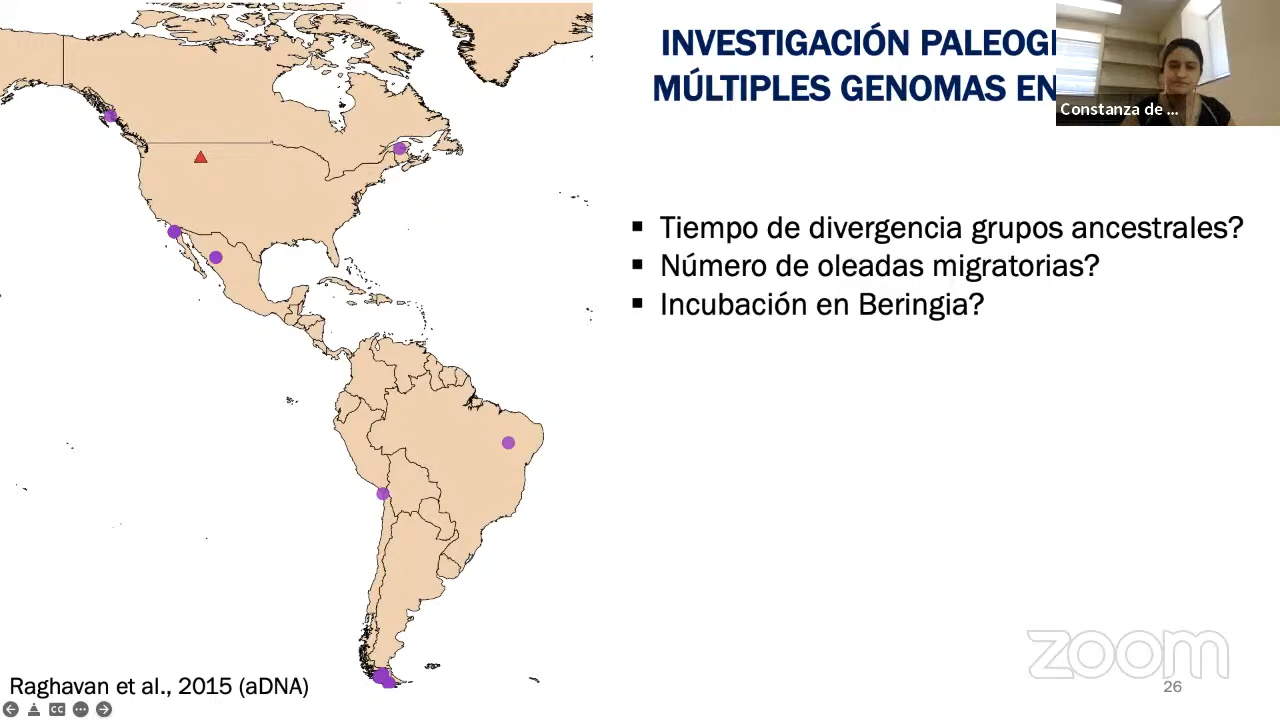 INVESTIGACIÓN
MÚLTIPLES GENOMAS EN
Constanza de ...
▪ Tiempo de divergencia grupos ancestrales?
▪ Número de oleadas migratorias?
▪ Incubación en Beringia?
zoom
26
Raghavan et al., 2015 (aDNA)
CC